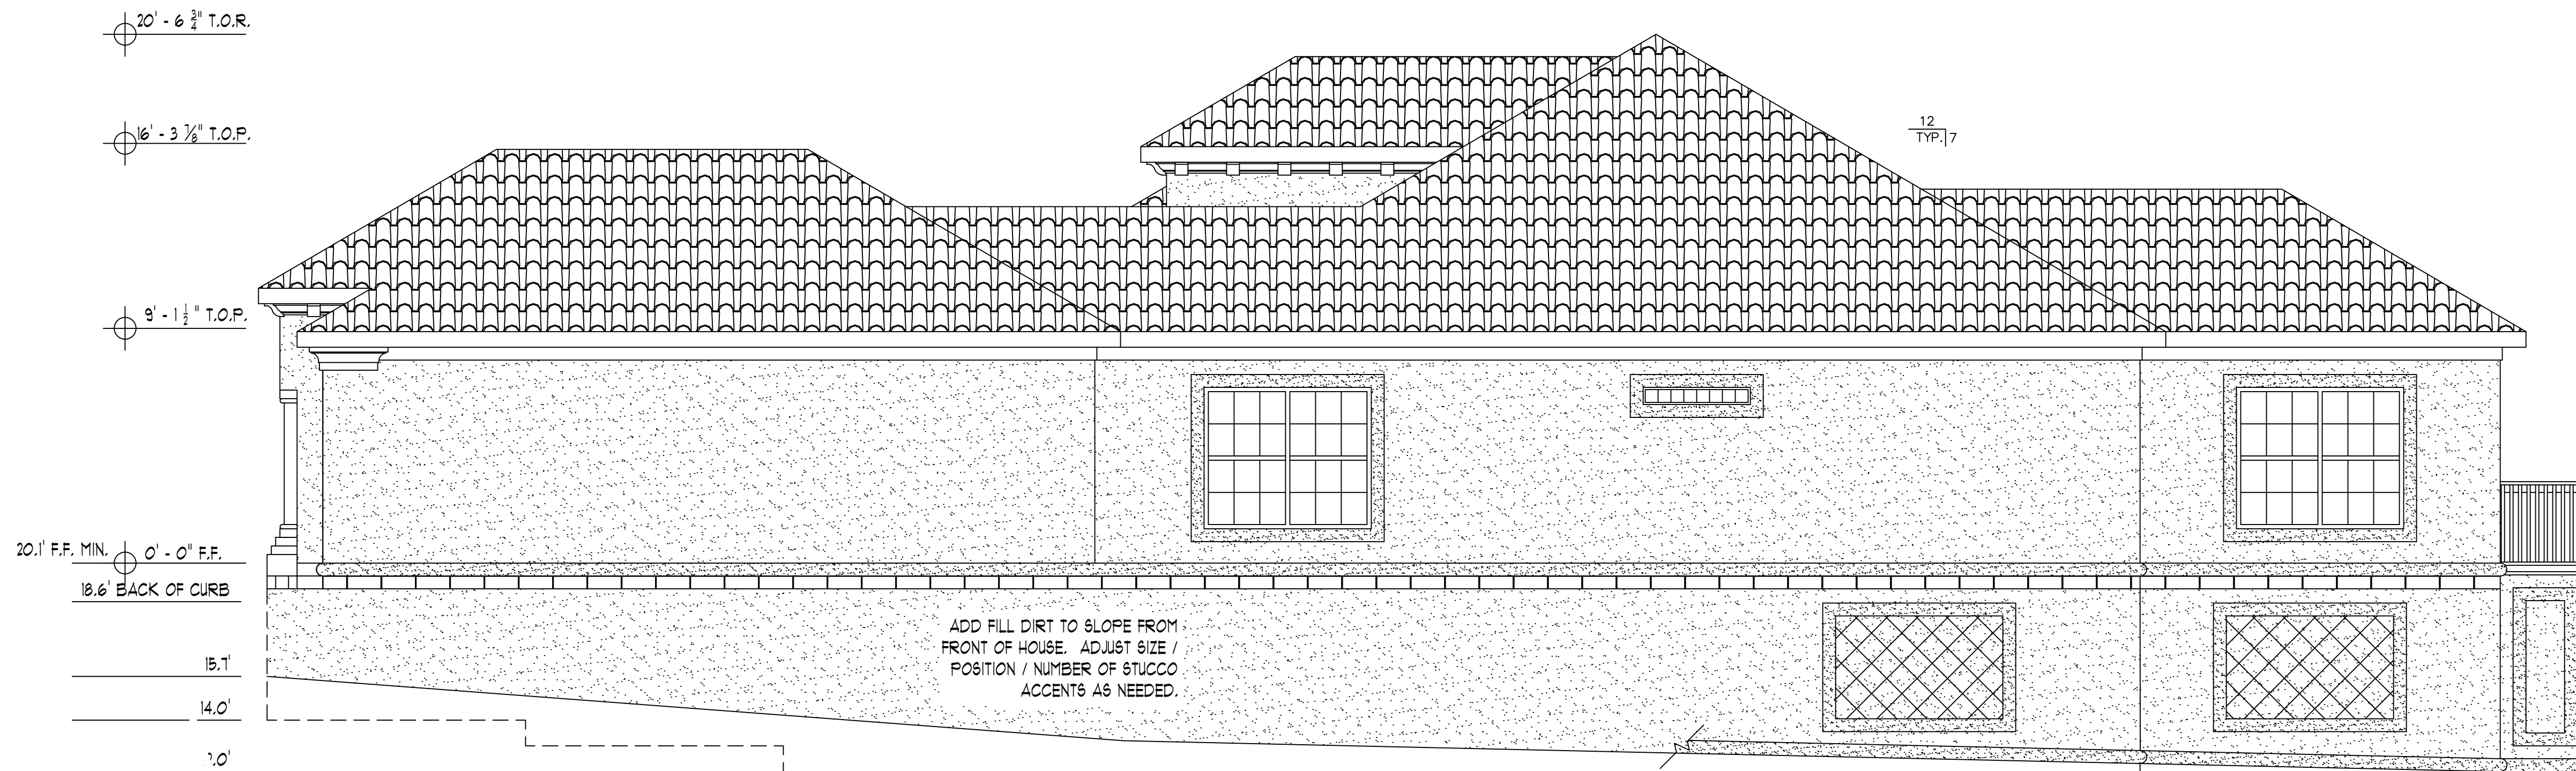 20' - 6 3/4" T.O.R.
16' - 3 7/8" T.O.P.
12
TYP. 7
9' - 1 1/2" T.O.P.
20.1' F.F. MIN. 0' - 0" F.F.
18.6' BACK OF CURB
ADD FILL DIRT TO SLOPE FROM
FRONT OF HOUSE. ADJUST SIZE /
POSITION / NUMBER OF STUCCO
ACCENTS AS NEEDED.
15.7'
14.0'